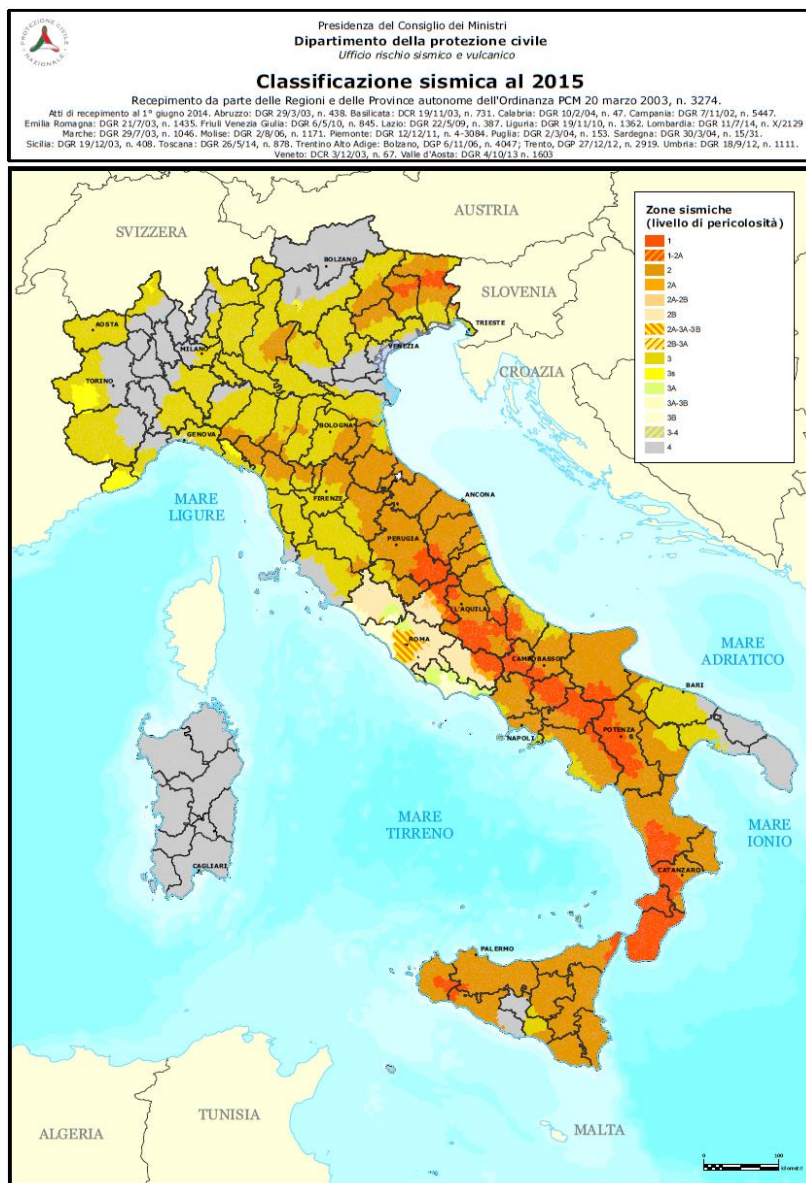 PROTEZIONE CIVILE
NAZIONALE
Presidenza del Consiglio dei Ministri
Dipartimento della protezione civile
Ufficio rischio sismico e vulcanico
Classificazione sismica al 2015
Recepimento da parte delle Regioni e delle Province autonome dell'Ordinanza PCM 20 marzo 2003, n. 3274.
Atti di recepimento al 1° giugno 2014. Abruzzo: DGR 29/3/03, n. 438. Basilicata: DCR 19/11/03, n. 731. Calabria: DGR 10/2/04, n. 47. Campania: DGR 7/11/02, n. 5447.
Emilia Romagna: DGR 21/7/03, n. 1435. Friuli Venezia Giulia: DGR 6/5/10, n. 845. Lazio: DGR 22/5/09, n. 387. Liguria: DGR 19/11/10, n. 1362. Lombardia: DGR 11/7/14, n. X/2129
Marche: DGR 29/7/03, n. 1046. Molise: DGR 2/8/06, n. 1171. Piemonte: DGR 12/12/11, n. 4-3084. Puglia: DGR 2/3/04, n. 153. Sardegna: DGR 30/3/04, n. 15/31.
Sicilia: DGR 19/12/03, n. 408. Toscana: DGR 26/5/14, n. 878. Trentino Alto Adige: Bolzano, DGP 6/11/06, n. 4047; Trento, DGP 27/12/12, n. 2919. Umbria: DGR 18/9/12, n. 1111.
Veneto: DCR 3/12/03, n. 67. Valle d'Aosta: DGR 4/10/13 n. 1603
Zone sismiche
(livello di pericolosità)
1
1-2A
2
2A
2A-2B
2B
2A-3A-3B
2B-3A
3
3s
3A
3A-3B
3B
3-4
4
AUSTRIA
SVIZZERA
BOLZANO
SLOVENIA
AOSTA
TRIESTE
MILANO
VENEZIA
CROAZIA
TORINO
BOLOGNA
GENOVA
FIRENZE
ANCONA
MARE
LIGURE
PERUGIA
L'AQUILA
ROMA
MARE
ADRIATICO
CAMPOBASSO
BARI
NAPOLI
POTENZA
MARE
TIRRENO
MARE
IONIO
CAGLIARI
CATANZARO
PALERMO
TUNISIA
ALGERIA
MALTA
0 100
kilometri